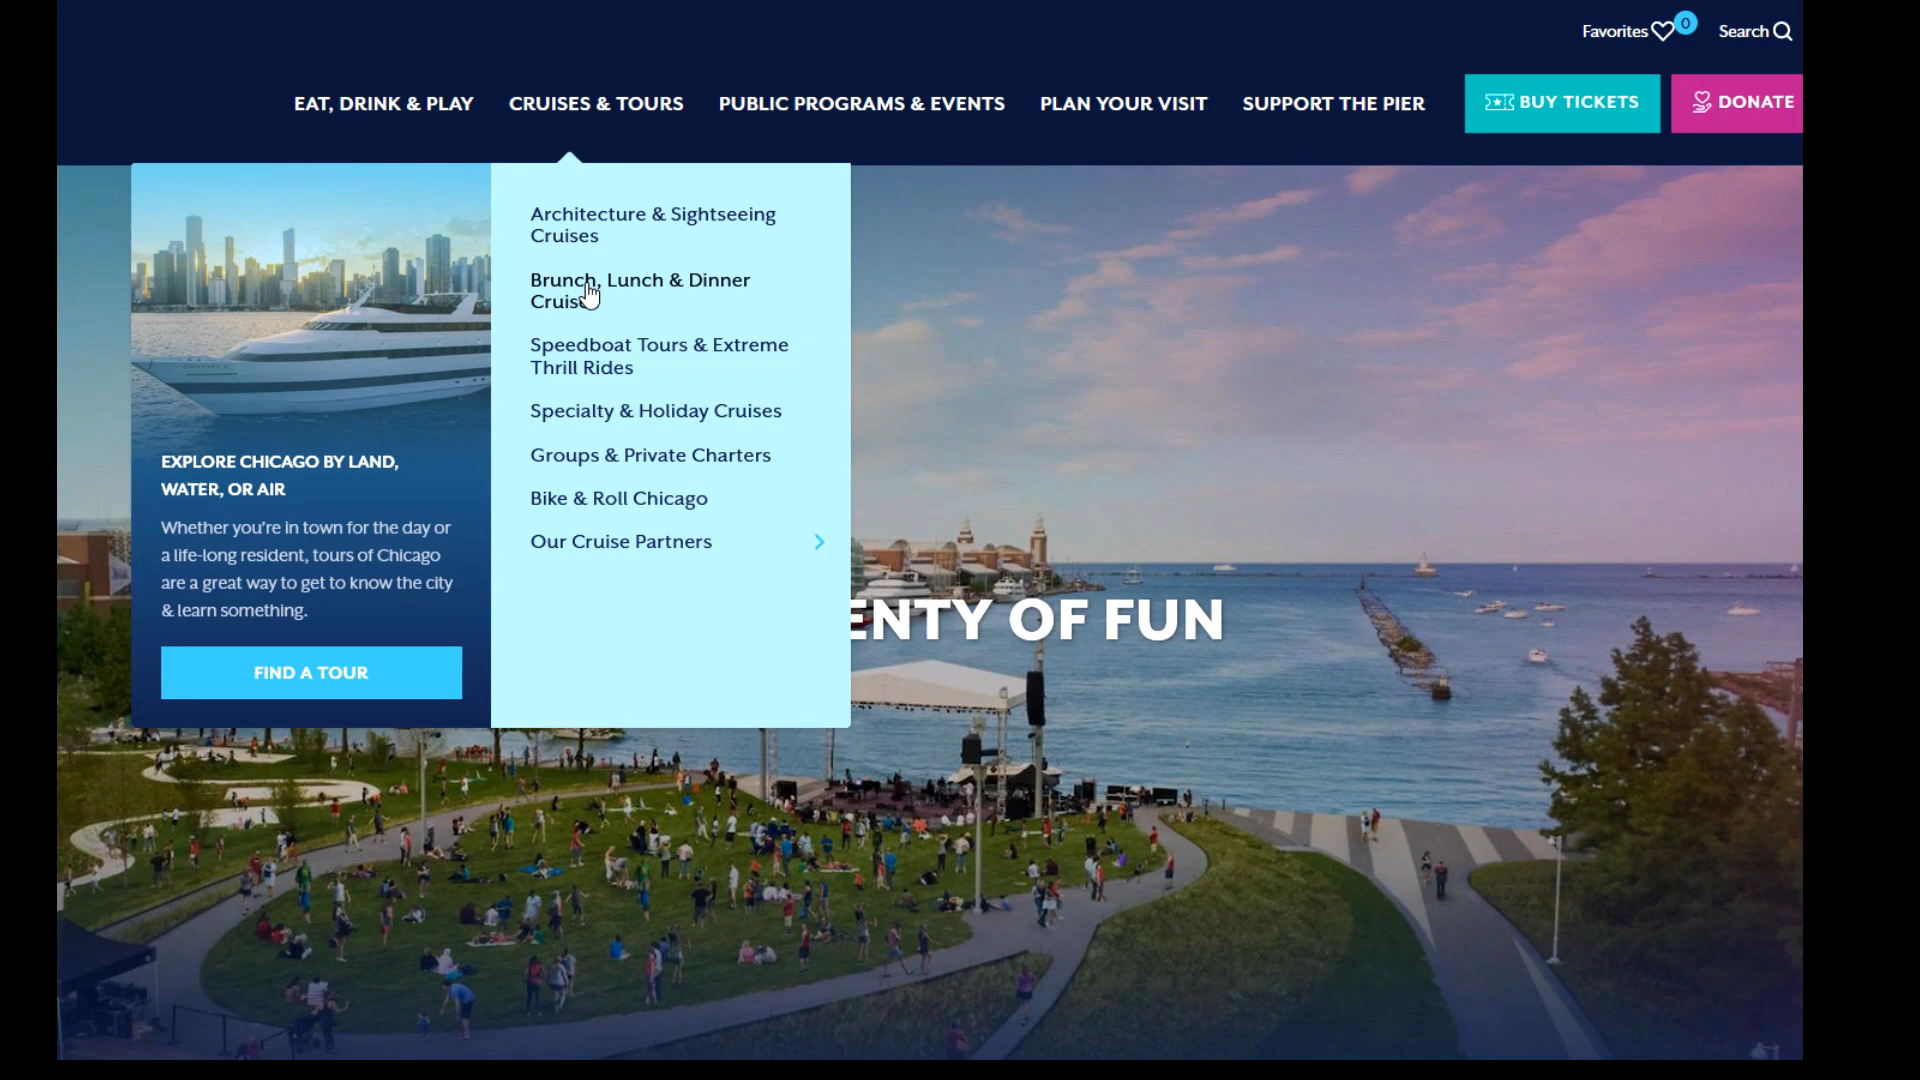 Favorites 0 Search
EAT, DRINK & PLAY CRUISES & TOURS PUBLIC PROGRAMS & EVENTS PLAN YOUR VISIT SUPPORT THE PIER BUY TICKETS DONATE
Architecture & Sightseeing
Cruises
Brunch, Lunch & Dinner
Cruises
Speedboat Tours & Extreme
Thrill Rides
Specialty & Holiday Cruises
Groups & Private Charters
Bike & Roll Chicago
Our Cruise Partners
EXPLORE CHICAGO BY LAND,
WATER, OR AIR
Whether you're in town for the day or
a life-long resident, tours of Chicago
are a great way to get to know the city
& learn something.
FIND A TOUR
ENTY OF FUN